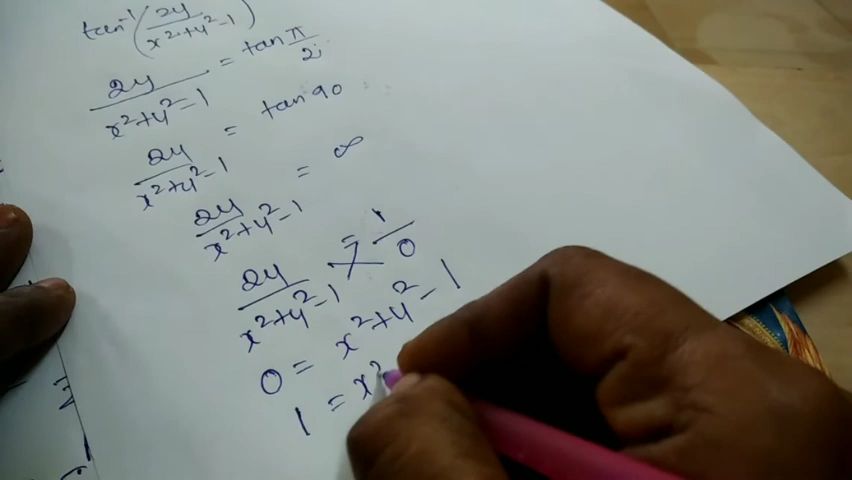 tan⁻¹(2y/(x²+y²-1))
2y/(x²+y²-1) = tan π/2
2y/(x²+y²-1) = tan 90
2y/(x²+y²-1) = ∞
2y/(x²+y²-1) = 1/0
0 = x²+y²-1
1 = x²